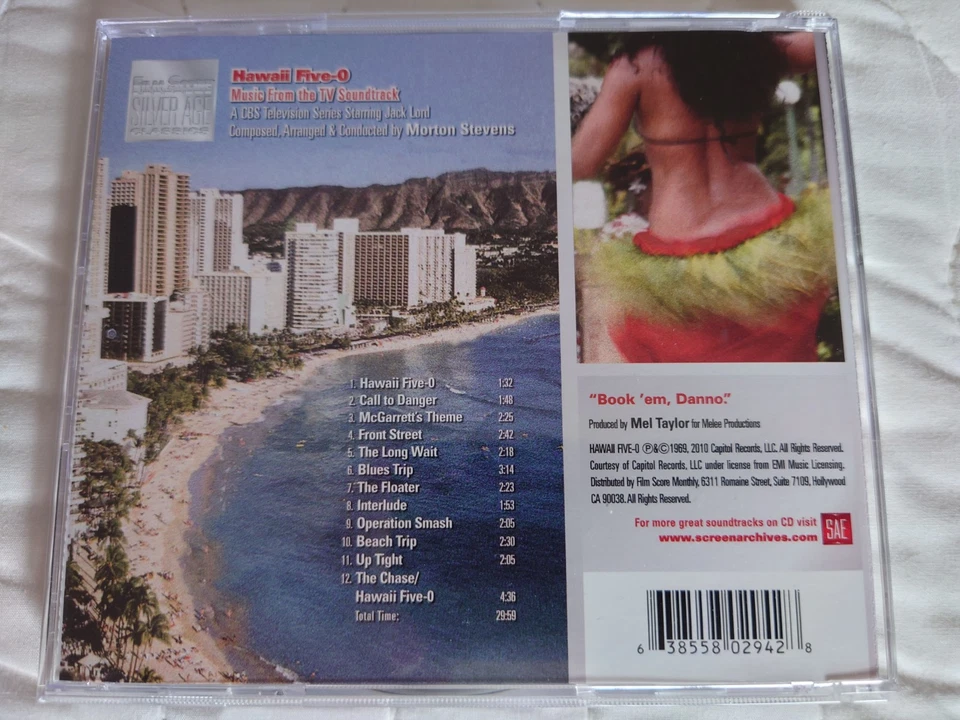 Film Score
SILVER AGE
CLASSICS
Hawaii Five-O
Music From the TV Soundtrack
A CBS Television Series Starring Jack Lord
Composed, Arranged & Conducted by Morton Stevens
1. Hawaii Five-O 1:32
2. Call to Danger 1:48
3. McGarrett's Theme 2:25
4. Front Street 2:42
5. The Long Wait 2:18
6. Blues Trip 3:14
7. The Floater 2:23
8. Interlude 1:53
9. Operation Smash 2:05
10. Beach Trip 2:30
11. Up Tight 2:05
12. The Chase/
Hawaii Five-O 4:36
Total Time: 29:59
"Book 'em, Danno."
Produced by Mel Taylor for Melee Productions
HAWAII FIVE-O ℗&©1969, 2010 Capitol Records, LLC. All Rights Reserved.
Courtesy of Capitol Records, LLC under license from EMI Music Licensing.
Distributed by Film Score Monthly, 6311 Romaine Street, Suite 7109, Hollywood
CA 90038. All Rights Reserved.
For more great soundtracks on CD visit
www.screenarchives.com
SAE
6 38558 02942 8